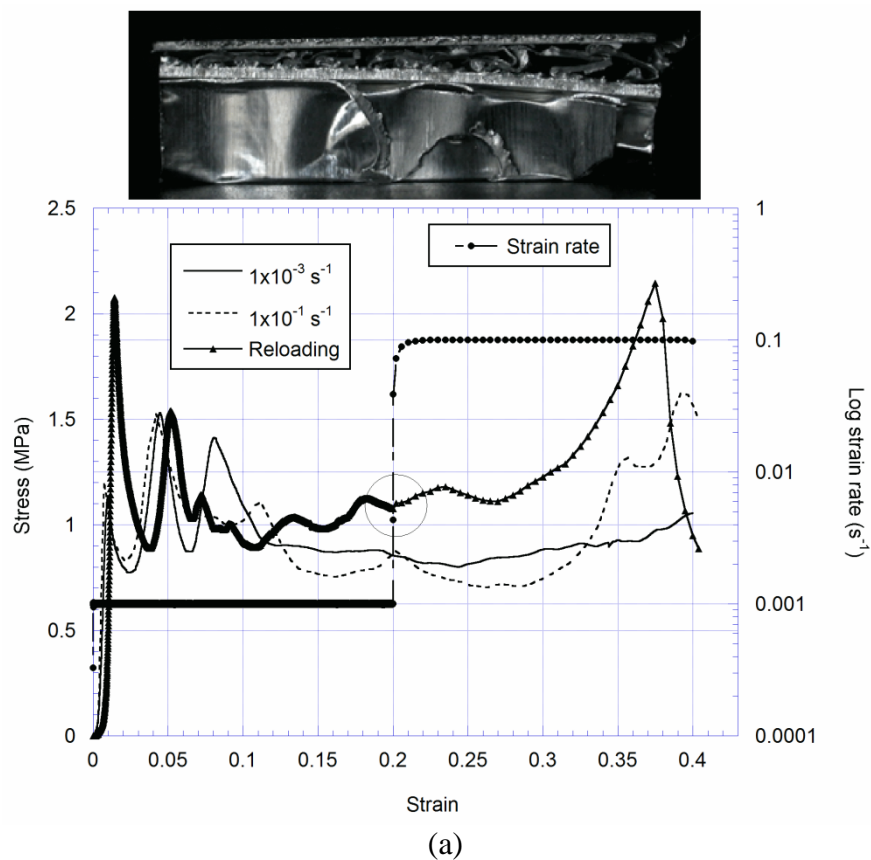 2.5
2
1.5
1
0.5
0
Stress (MPa)
1x10⁻³ s⁻¹
1x10⁻¹ s⁻¹
Reloading
Strain rate
1
0.1
0.01
0.001
0.0001
Log strain rate (s⁻¹)
0 0.05 0.1 0.15 0.2 0.25 0.3 0.35 0.4
Strain
(a)